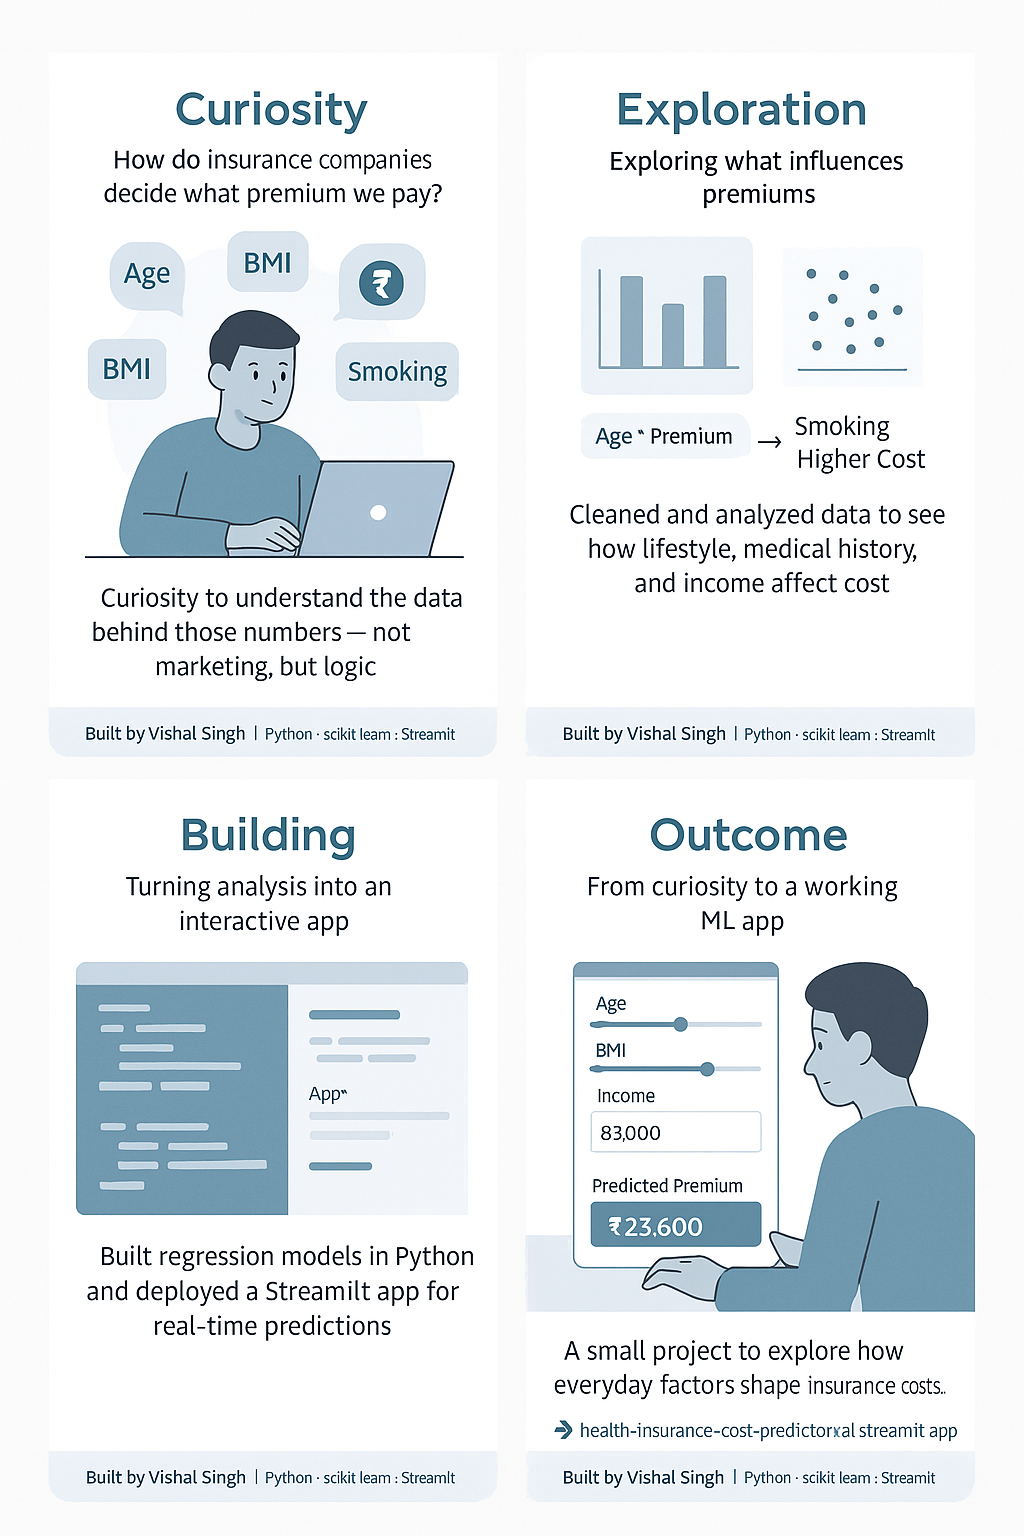 Curiosity
How do insurance companies
decide what premium we pay?
Age
BMI
₹
BMI
Smoking
Curiosity to understand the data
behind those numbers — not
marketing, but logic
Built by Vishal Singh | Python · scikit leam : Streamit
Exploration
Exploring what influences
premiums
Age " Premium → Smoking
Higher Cost
Cleaned and analyzed data to see
how lifestyle, medical history,
and income affect cost
Built by Vishal Singh | Python · scikit leam : Streamlt
Building
Turning analysis into an
interactive app
App"
Built regression models in Python
and deployed a Streamilt app for
real-time predictions
Built by Vishal Singh | Python · scikit leam : Streamlt
Outcome
From curiosity to a working
ML app
Age
BMI
Income
83,000
Predicted Premium
₹23,600
A small project to explore how
everyday factors shape insurance costs..
→ health-insurance-cost-predictorxal streamit app
Built by Vishal Singh | Python · scikit leam : Streamlit